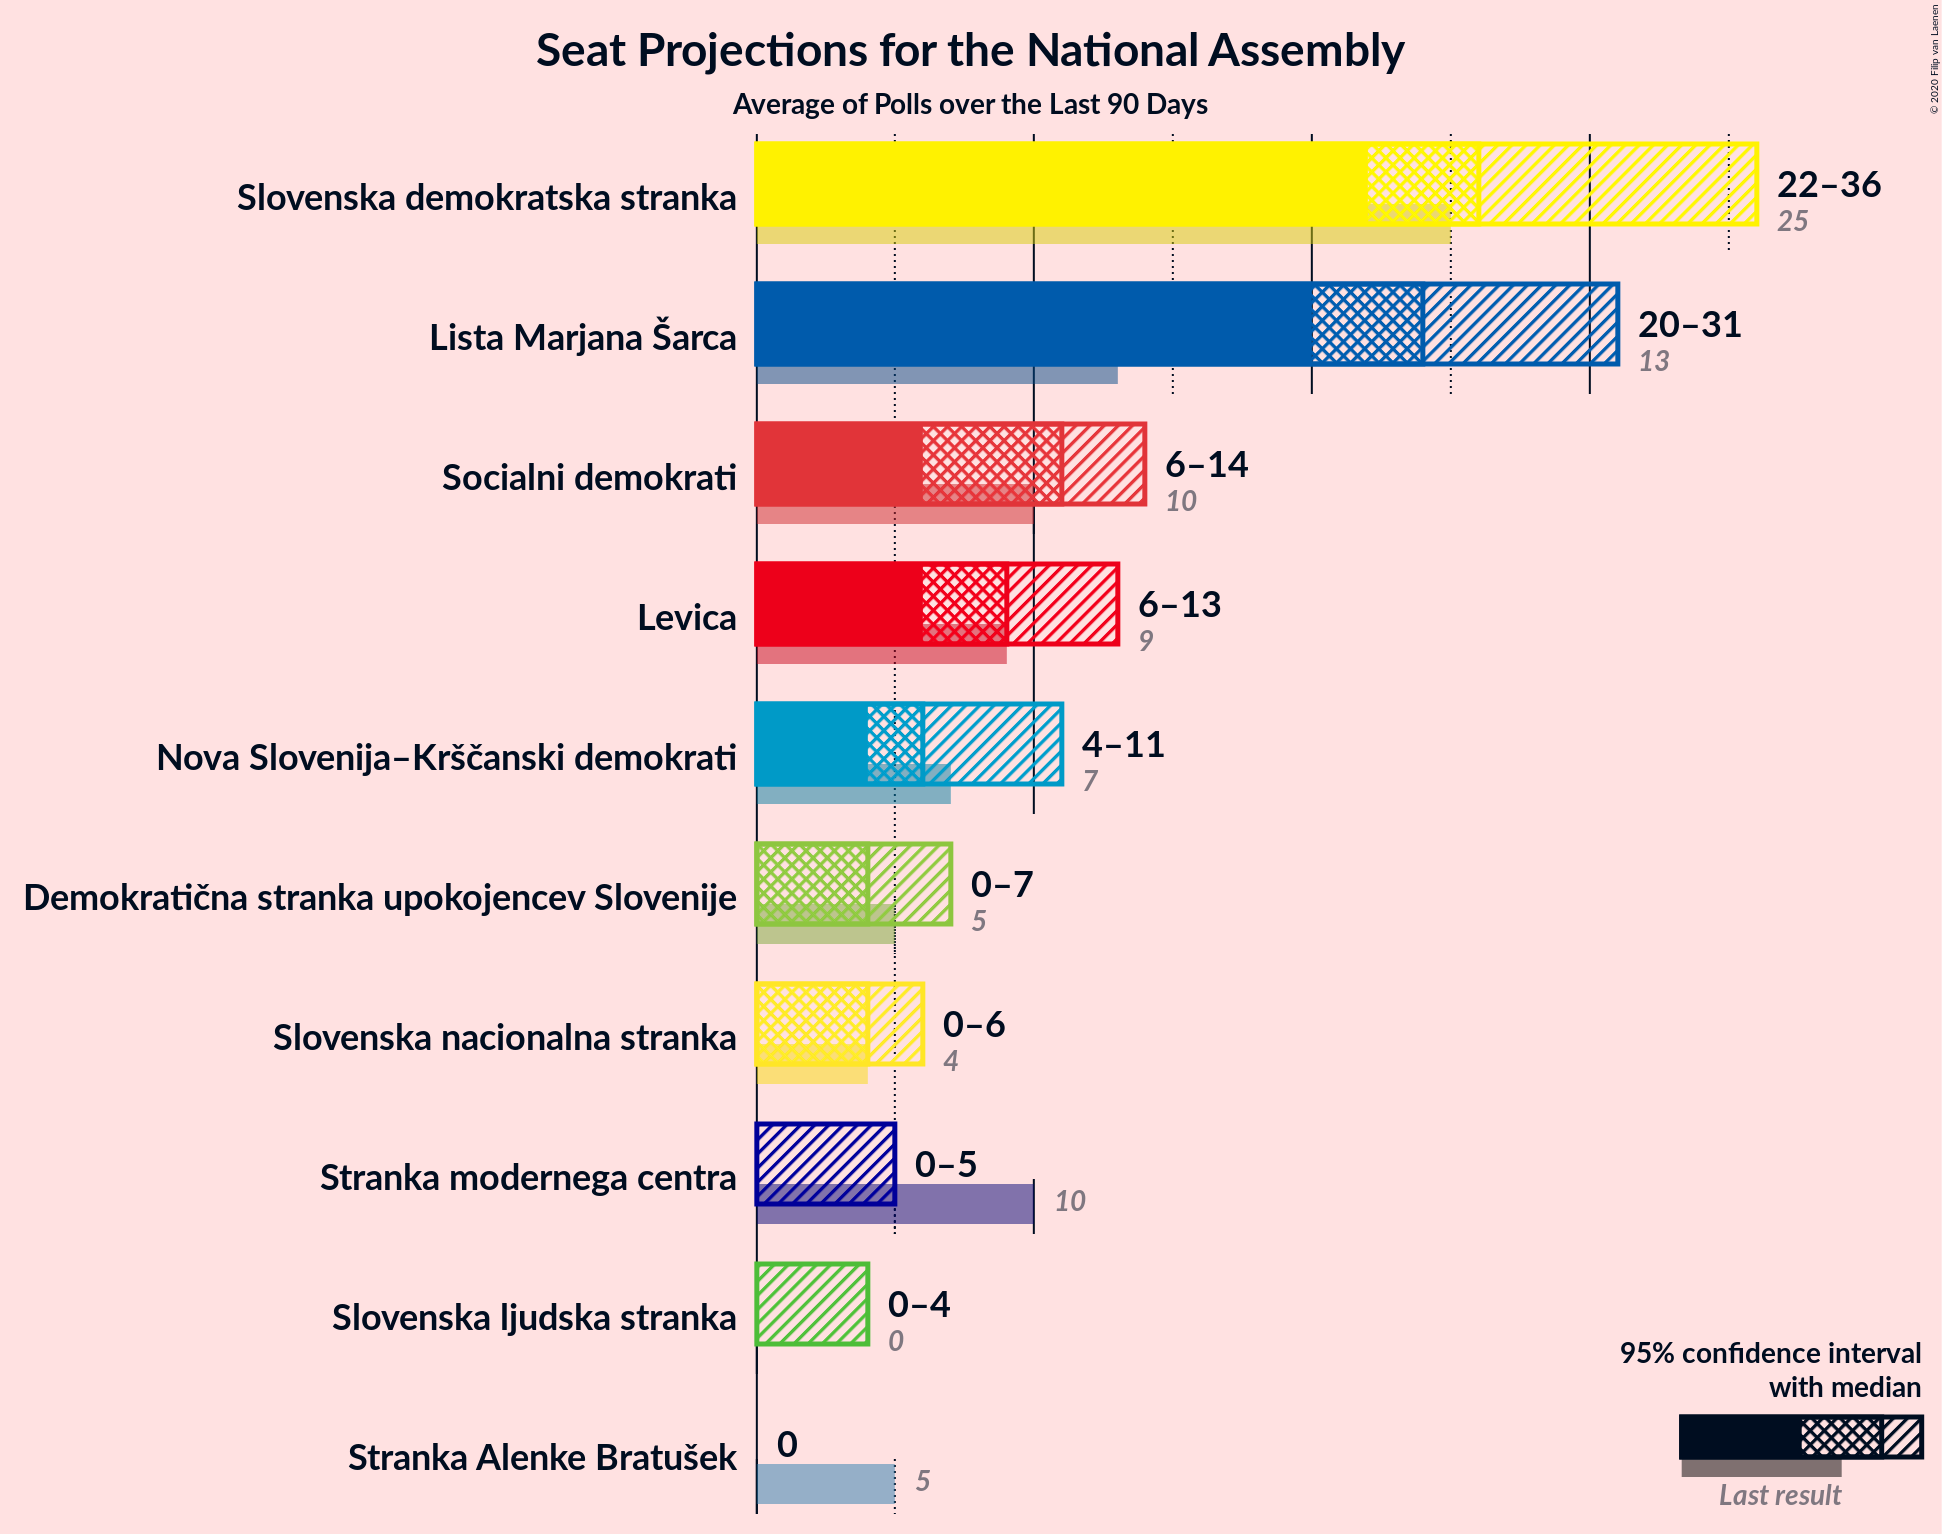 Seat Projections for the National Assembly
Average of Polls over the Last 90 Days
© 2020 Filip van Laenen
Slovenska demokratska stranka
22–36
25
Lista Marjana Šarca
20–31
13
Socialni demokrati
6–14
10
Levica
6–13
9
Nova Slovenija–Krščanski demokrati
4–11
7
Demokratična stranka upokojencev Slovenije
0–7
5
Slovenska nacionalna stranka
0–6
4
Stranka modernega centra
0–5
10
Slovenska ljudska stranka
0–4
0
Stranka Alenke Bratušek
0
5
95% confidence interval
with median
Last result